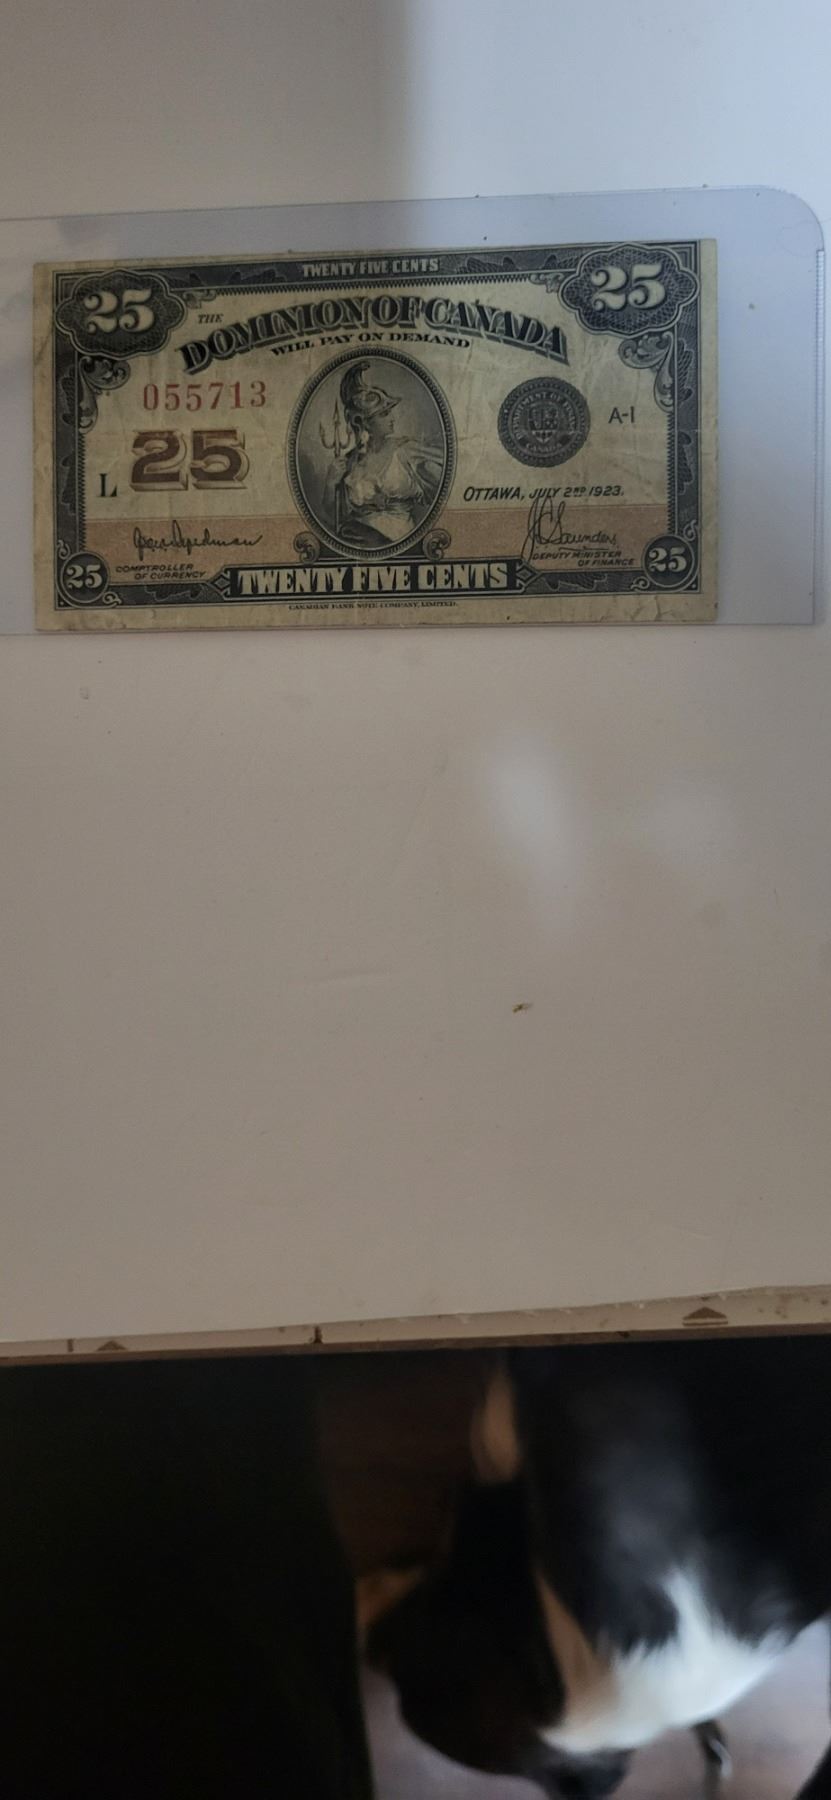 TWENTY FIVE CENTS
25
25
THE
DOMINION OF CANADA
WILL PAY ON DEMAND
055713
25
L
A-1
OTTAWA, JULY 2ND 1923.
JCSaunders
COMPTROLLER
OF CURRENCY
DEPUTY MINISTER
OF FINANCE
25
TWENTY FIVE CENTS
25
CANADIAN BANK NOTE COMPANY, LIMITED.